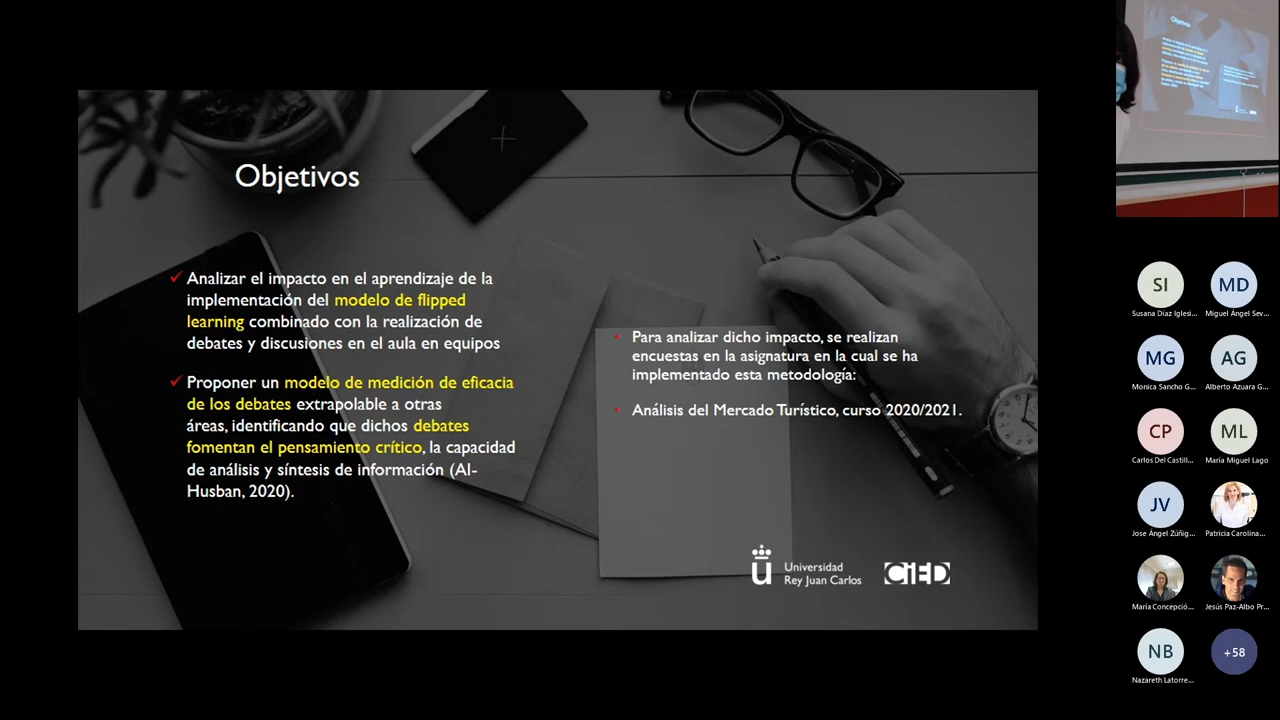 Objetivos
Analizar el impacto en el aprendizaje de la
implementación del modelo de flipped
learning combinado con la realización de
debates y discusiones en el aula en equipos
Proponer un modelo de medición de eficacia
de los debates extrapolable a otras
áreas, identificando que dichos debates
fomentan el pensamiento crítico, la capacidad
de análisis y síntesis de información (Al-
Husban, 2020).
Para analizar dicho impacto, se realizan
encuestas en la asignatura en la cual se ha
implementado esta metodología:
Análisis del Mercado Turístico, curso 2020/2021.
ü Universidad
Rey Juan Carlos
CiED
Objetivos
SI
MD
Susana Díaz Iglesi...
Miguel Ángel Sev...
MG
AG
Monica Sancho G...
Alberto Azuara G...
CP
ML
Carlos Del Castill...
María Miguel Lago
JV
Jose Ángel Zúñig...
Patricia Carolina...
María Concepció...
Jesús Paz-Albo Pr...
NB
+58
Nazareth Latorre...